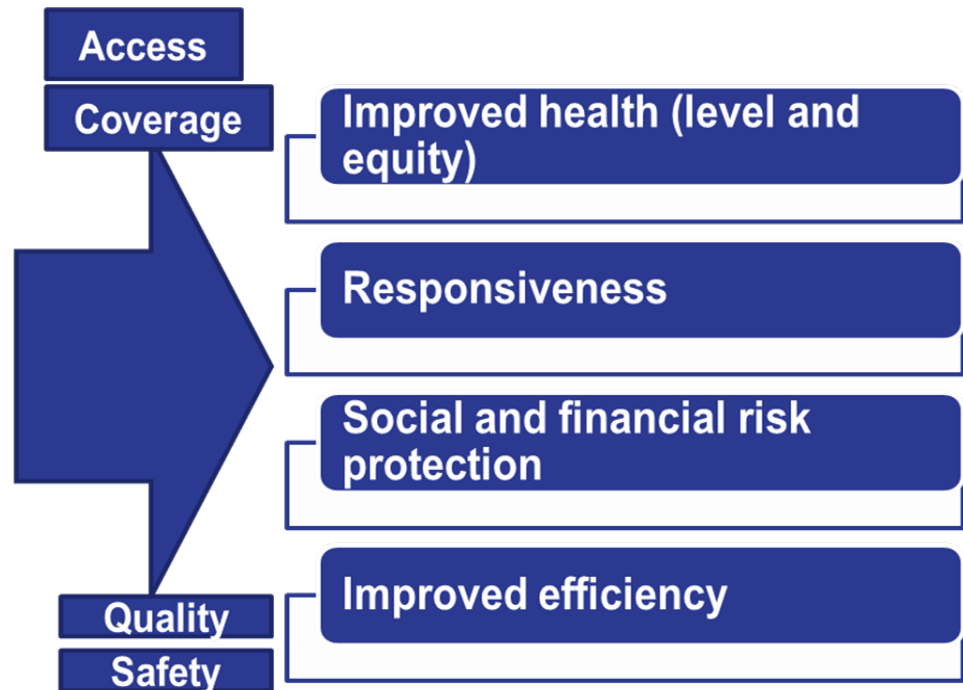 Access
Coverage
Improved health (level and
equity)
Responsiveness
Social and financial risk
protection
Improved efficiency
Quality
Safety